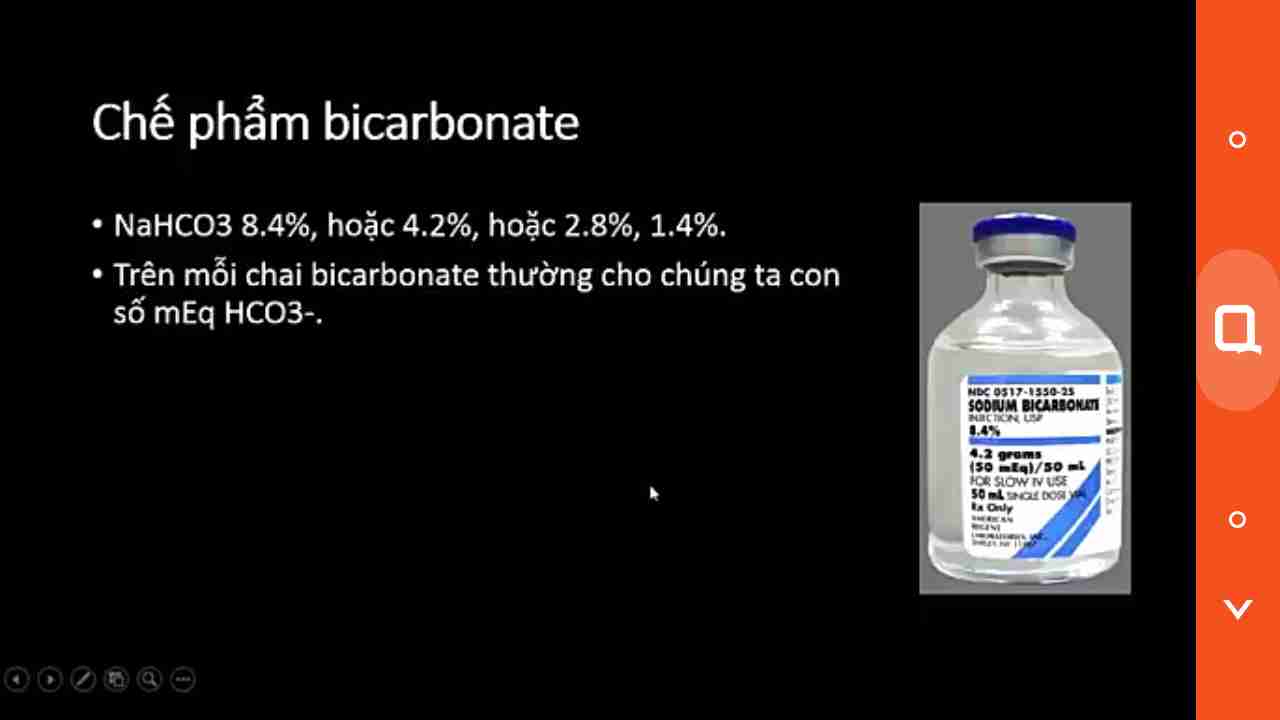 Chế phẩm bicarbonate
• NaHCO3 8.4%, hoặc 4.2%, hoặc 2.8%, 1.4%.
• Trên mỗi chai bicarbonate thường cho chúng ta con
số mEq HCO3-.
NDC 0517-1550-25
SODIUM BICARBONATE
INJECTION, USP
8.4%
4.2 grams
(50 mEq)/50 mL
FOR SLOW IV USE
50 mL SINGLE DOSE VIAL
Rx Only
AMERICAN
REGENT
LABORATORIES, INC.